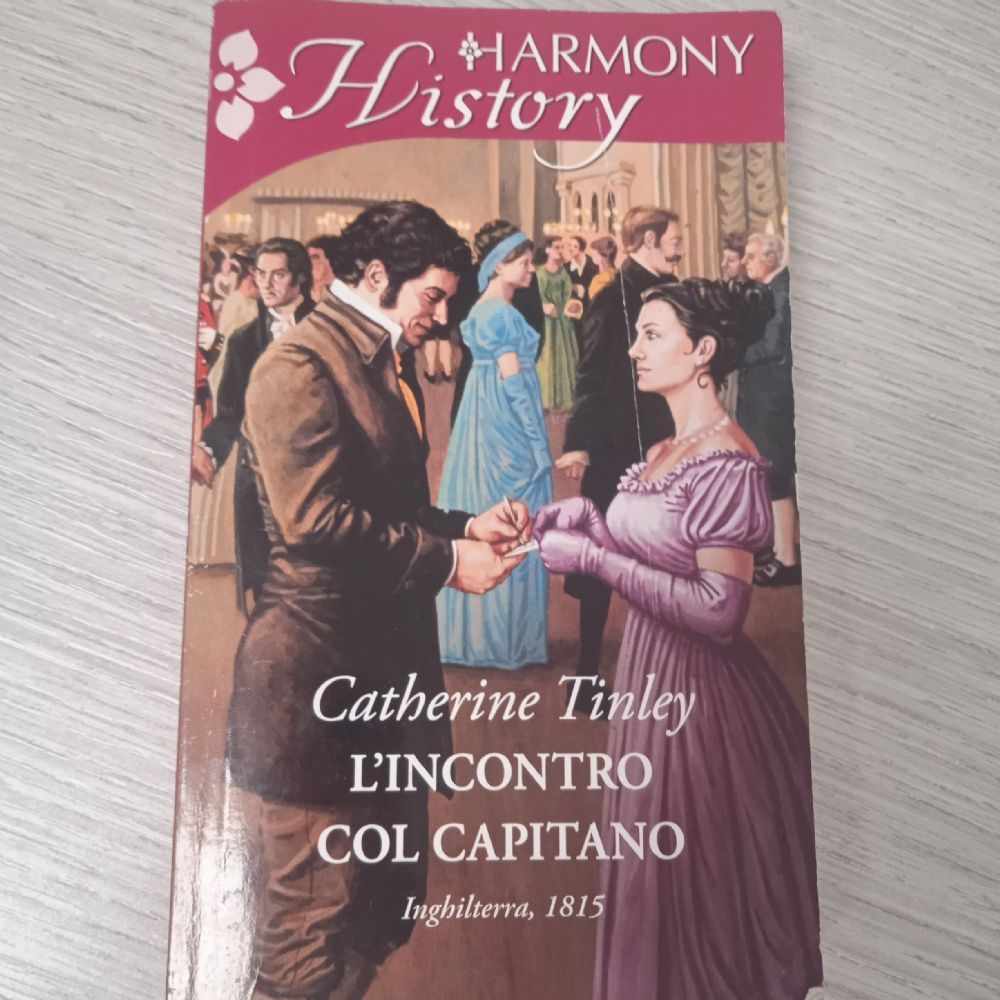 HARMONY
History
Catherine Tinley
L'INCONTRO
COL CAPITANO
Inghilterra, 1815